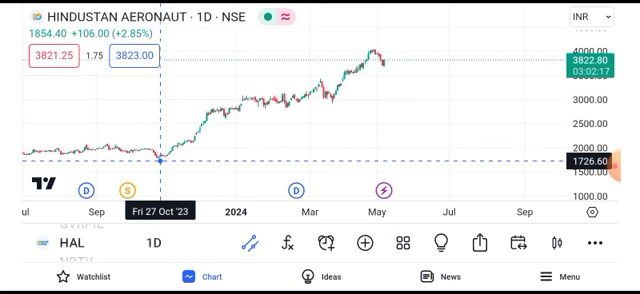 HINDUSTAN AERONAUT · 1D · NSE
INR
1854.40 +106.00 (+2.85%)
3821.25 1.75 3823.00
4000.00
3822.80
03:02:17
3000.00
2500.00
2000.00
1726.60
1000.00
D S D
Sep Fri 27 Oct '23 2024 Mar May Jul Sep
HAL 1D
Watchlist Chart Ideas News Menu